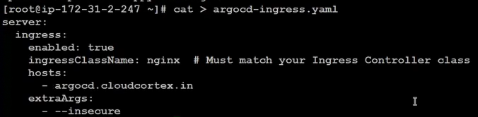 [root@ip-172-31-2-247 ~]# cat > argocd-ingress.yaml
server:
  ingress:
    enabled: true
    ingressClassName: nginx  # Must match your Ingress Controller class
    hosts:
      - argocd.cloudcortex.in
    extraArgs:
      - --insecure